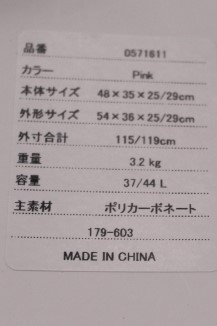 品番 0571611
カラー Pink
本体サイズ 48×35×25/29cm
外形サイズ 54×36×25/29cm
外寸合計 115/119cm
重量 3.2 kg
容量 37/44 L
主素材 ポリカーボネート
179-603
MADE IN CHINA